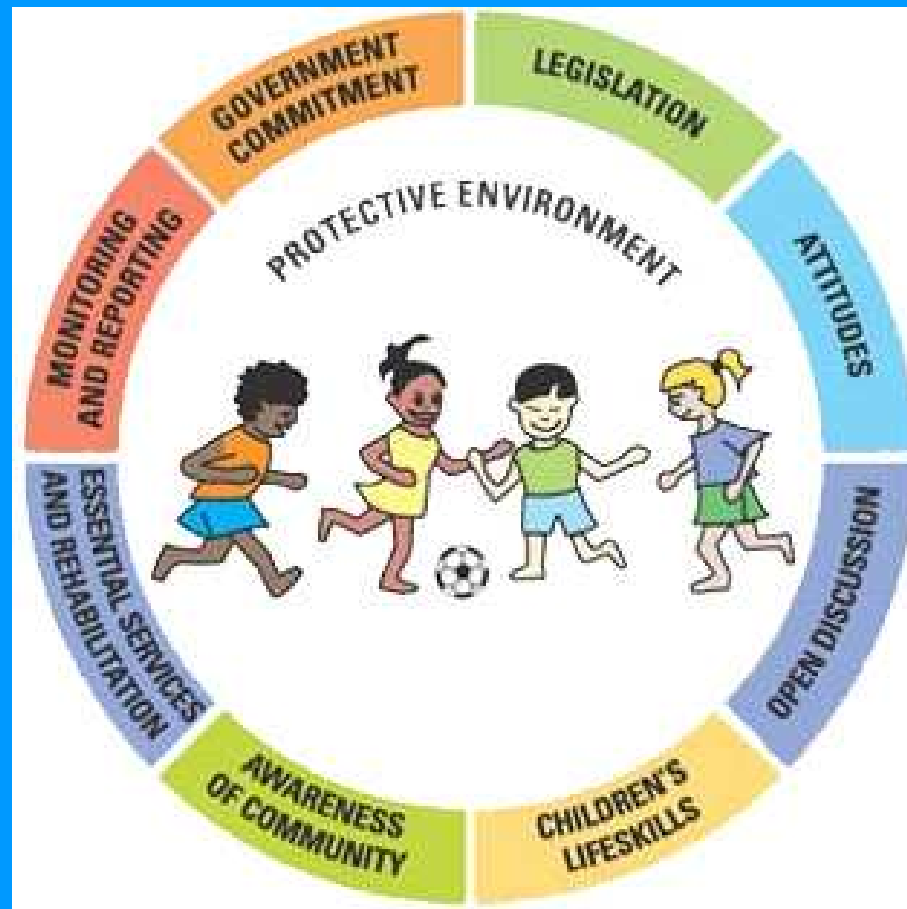 GOVERNMENT
COMMITMENT
LEGISLATION
ATTITUDES
OPEN DISCUSSION
CHILDREN'S
LIFESKILLS
AWARENESS
OF COMMUNITY
ESSENTIAL SERVICES
AND REHABILITATION
MONITORING
AND REPORTING
PROTECTIVE ENVIRONMENT